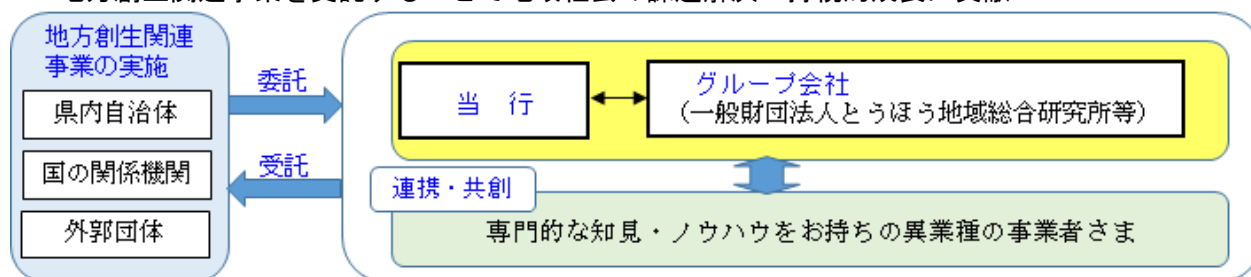 地方創生関連
事業の実施
県内自治体
国の関係機関
外郭団体
委託
受託
当 行
グループ会社
(一般財団法人とうほう地域総合研究所等)
連携・共創
専門的な知見・ノウハウをお持ちの異業種の事業者さま